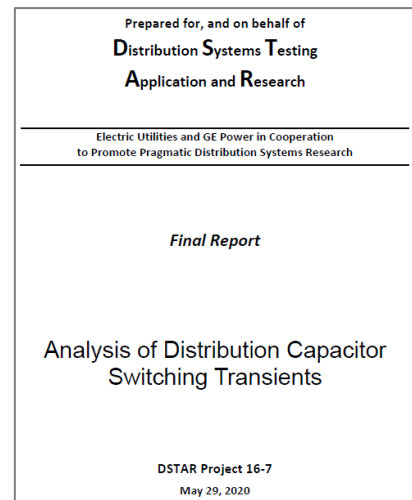 Prepared for, and on behalf of
Distribution Systems Testing
Application and Research
Electric Utilities and GE Power in Cooperation
to Promote Pragmatic Distribution Systems Research
Final Report
Analysis of Distribution Capacitor
Switching Transients
DSTAR Project 16-7
May 29, 2020